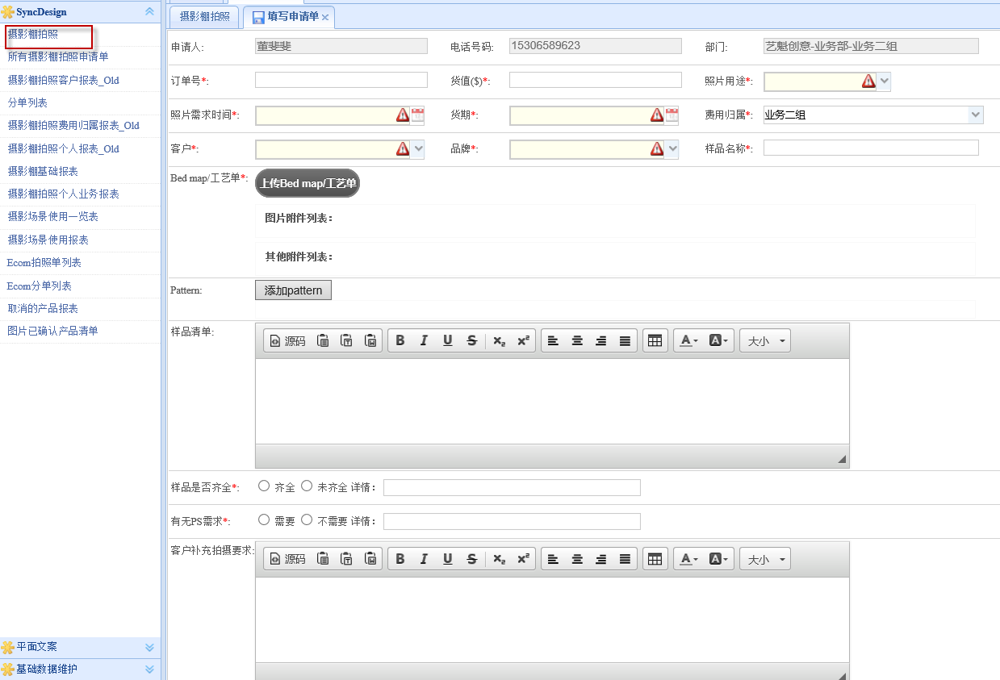 SyncDesign
摄影棚拍照
所有摄影棚拍照申请单
摄影棚拍照客户报表_Old
分单列表
摄影棚拍照费用归属报表_Old
摄影棚拍照个人报表_Old
摄影棚基础报表
摄影棚拍照个人业务报表
摄影场景使用一览表
摄影场景使用报表
Ecom拍照单列表
Ecom分单列表
取消的产品报表
图片已确认产品清单
平面文案
基础数据维护
摄影棚拍照 填写申请单
申请人: 董斐斐 电话号码: 15306589623 部门: 艺魁创意-业务部-业务二组
订单号*: 货值($)*: 照片用途*:
照片需求时间*: 货期*: 费用归属*: 业务二组
客户*: 品牌*: 样品名称*:
Bed map/工艺单*: 上传Bed map/工艺单
图片附件列表:
其他附件列表:
Pattern: 添加pattern
样品清单:
源码 B I U S x₂ x² A A 大小
样品是否齐全*: 齐全 未齐全 详情:
有无PS需求*: 需要 不需要 详情:
客户补充拍摄要求:
源码 B I U S x₂ x² A A 大小